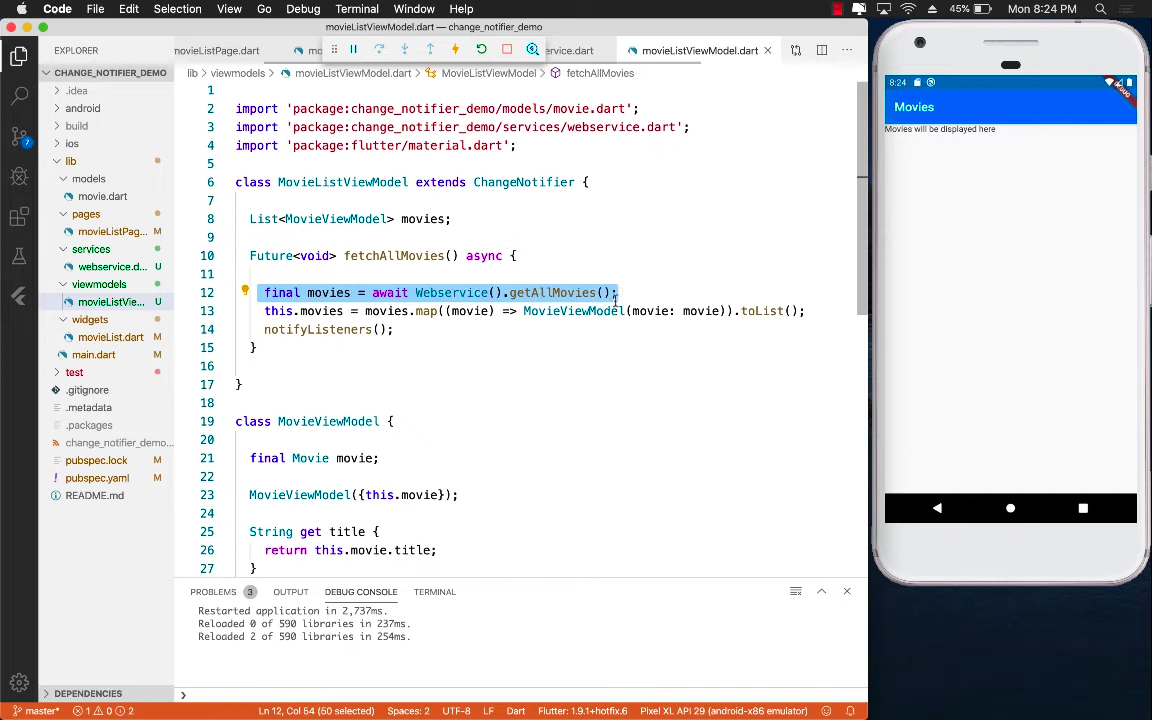 Code File Edit Selection View Go Debug Terminal Window Help 45% Mon 8:24 PM
movieListViewModel.dart — change_notifier_demo
EXPLORER
movieListPage.dart
movieListViewModel.dart
CHANGE_NOTIFIER_DEMO
.idea
android
build
ios
lib
models
movie.dart
pages
movieListPag... M
services
webservice.d... U
viewmodels
movieListVie... U
widgets
movieList.dart M
main.dart M
test
.gitignore
.metadata
.packages
change_notifier_demo...
pubspec.lock M
pubspec.yaml M
README.md
DEPENDENCIES
7
lib › viewmodels › movieListViewModel.dart › MovieListViewModel › fetchAllMovies
1
2 import 'package:change_notifier_demo/models/movie.dart';
3 import 'package:change_notifier_demo/services/webservice.dart';
4 import 'package:flutter/material.dart';
5
6 class MovieListViewModel extends ChangeNotifier {
7
8 List<MovieViewModel> movies;
9
10 Future<void> fetchAllMovies() async {
11
12 final movies = await Webservice().getAllMovies();
13 this.movies = movies.map((movie) => MovieViewModel(movie: movie)).toList();
14 notifyListeners();
15 }
16
17 }
18
19 class MovieViewModel {
20
21 final Movie movie;
22
23 MovieViewModel({this.movie});
24
25 String get title {
26 return this.movie.title;
27 }
PROBLEMS 3 OUTPUT DEBUG CONSOLE TERMINAL
Restarted application in 2,737ms.
Reloaded 0 of 590 libraries in 237ms.
Reloaded 2 of 590 libraries in 254ms.
master* 1 0 2 Ln 12, Col 54 (50 selected) Spaces: 2 UTF-8 LF Dart Flutter: 1.9.1+hotfix.6 Pixel XL API 29 (android-x86 emulator)
8:24
DEBUG
Movies
Movies will be displayed here